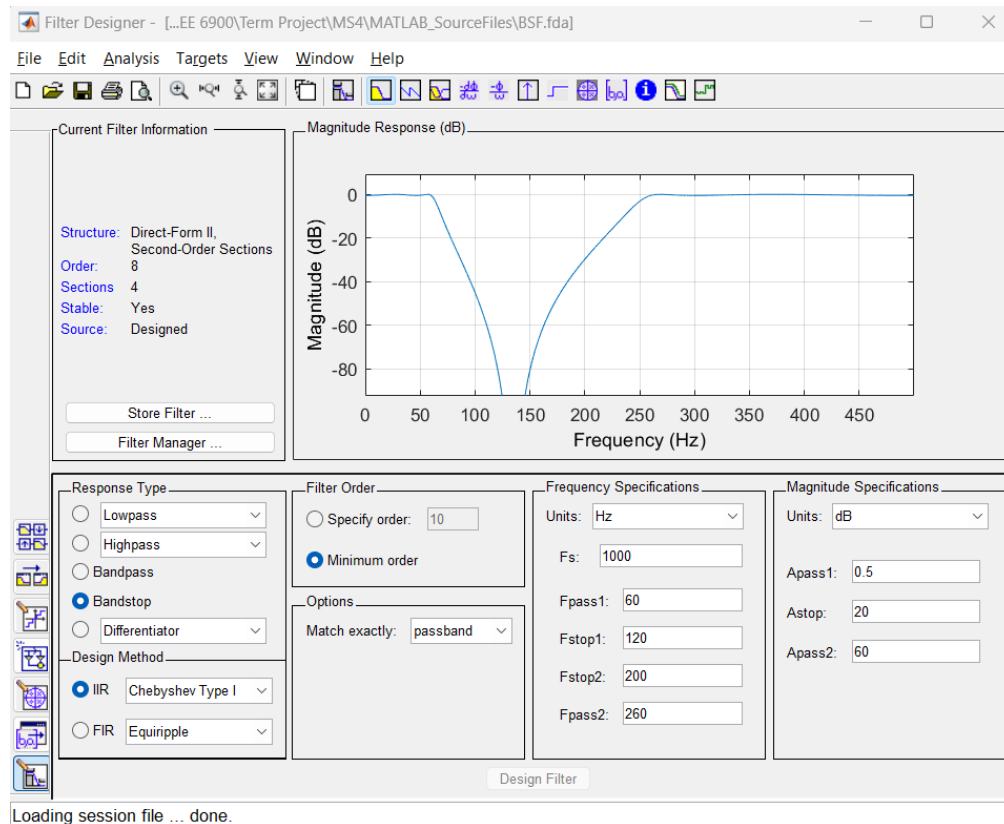 Filter Designer - [...EE 6900\Term Project\MS4\MATLAB_SourceFiles\BSF.fda]
File Edit Analysis Targets View Window Help
Current Filter Information
Structure: Direct-Form II,
Second-Order Sections
Order: 8
Sections 4
Stable: Yes
Source: Designed
Store Filter ...
Filter Manager ...
Magnitude Response (dB)
Magnitude (dB)
0
-20
-40
-60
-80
0 50 100 150 200 250 300 350 400 450
Frequency (Hz)
Response Type
Lowpass
Highpass
Bandpass
Bandstop
Differentiator
Design Method
IIR Chebyshev Type I
FIR Equiripple
Filter Order
Specify order: 10
Minimum order
Options
Match exactly: passband
Frequency Specifications
Units: Hz
Fs: 1000
Fpass1: 60
Fstop1: 120
Fstop2: 200
Fpass2: 260
Magnitude Specifications
Units: dB
Apass1: 0.5
Astop: 20
Apass2: 60
Design Filter
Loading session file ... done.